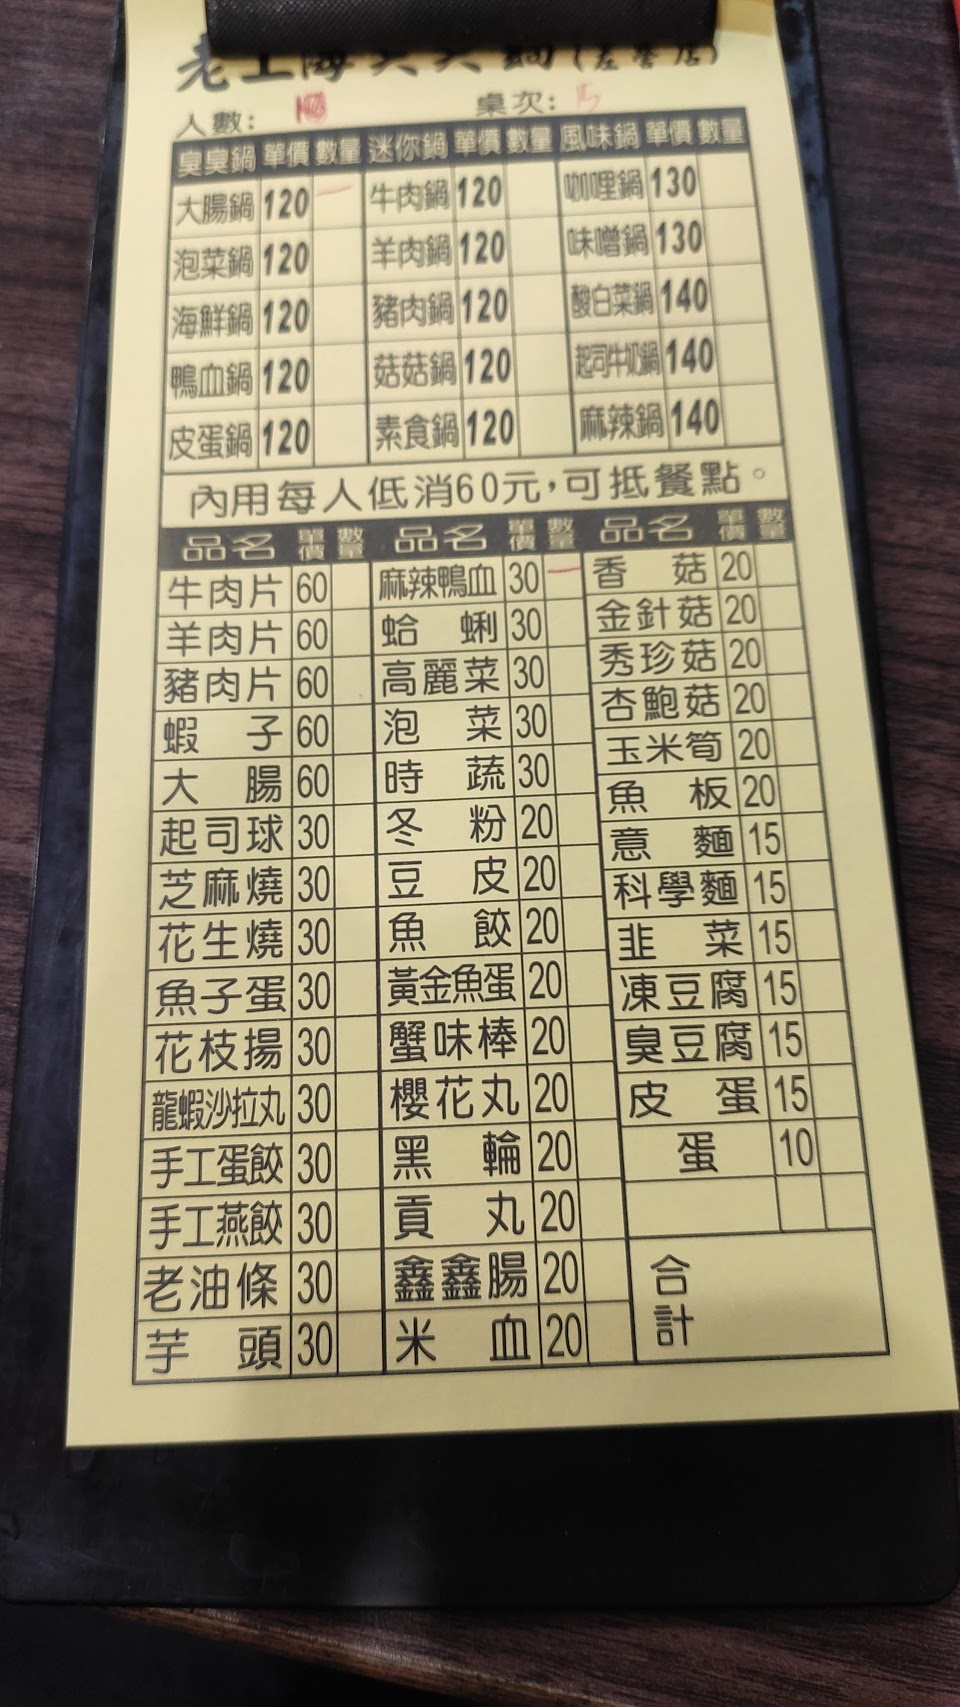 老上海臭臭鍋(左營店)
人數: 桌次: 15
臭臭鍋 單價 數量 迷你鍋 單價 數量 風味鍋 單價 數量
大腸鍋 120 一 牛肉鍋 120 咖哩鍋 130
泡菜鍋 120 羊肉鍋 120 味噌鍋 130
海鮮鍋 120 豬肉鍋 120 酸白菜鍋 140
鴨血鍋 120 菇菇鍋 120 起司牛奶鍋 140
皮蛋鍋 120 素食鍋 120 麻辣鍋 140
內用每人低消60元,可抵餐點。
品名 單價 數量 品名 單價 數量 品名 單價 數量
牛肉片 60 麻辣鴨血 30 一 香菇 20
羊肉片 60 蛤蜊 30 金針菇 20
豬肉片 60 高麗菜 30 秀珍菇 20
蝦子 60 泡菜 30 杏鮑菇 20
大腸 60 時蔬 30 玉米筍 20
起司球 30 冬粉 20 魚板 20
芝麻燒 30 豆皮 20 意麵 15
花生燒 30 魚餃 20 科學麵 15
魚子蛋 30 黃金魚蛋 20 韭菜 15
花枝揚 30 蟹味棒 20 凍豆腐 15
龍蝦沙拉丸 30 櫻花丸 20 臭豆腐 15
手工蛋餃 30 黑輪 20 皮蛋 15
手工燕餃 30 貢丸 20 蛋 10
老油條 30 鑫鑫腸 20
芋頭 30 米血 20
合計